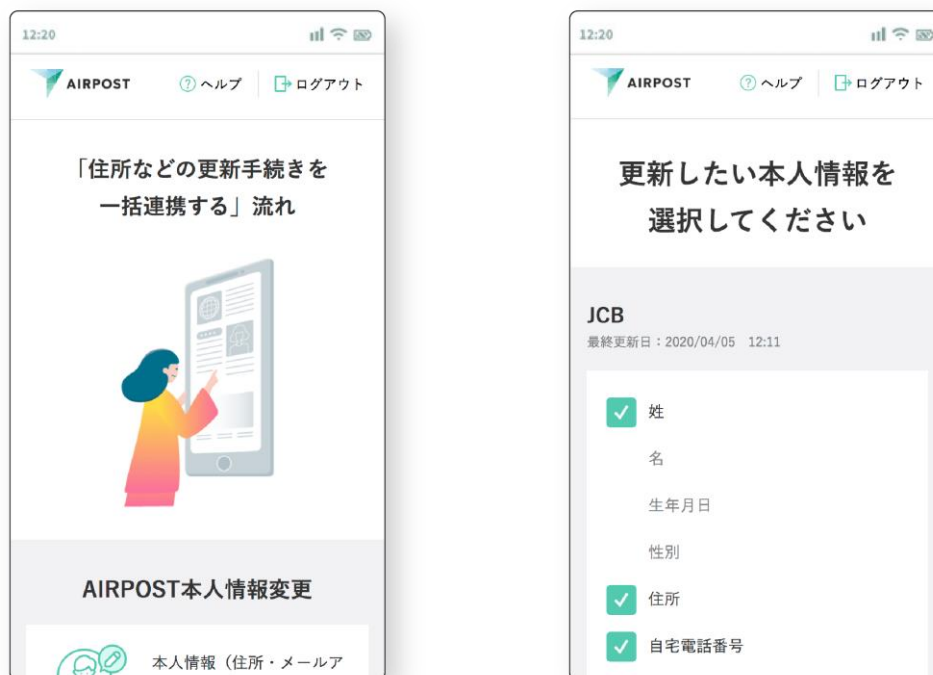 12:20
AIRPOST
ヘルプ
ログアウト
「住所などの更新手続きを
一括連携する」流れ
AIRPOST本人情報変更
本人情報（住所・メールア
12:20
AIRPOST
ヘルプ
ログアウト
更新したい本人情報を
選択してください
JCB
最終更新日：2020/04/05 12:11
姓
名
生年月日
性別
住所
自宅電話番号